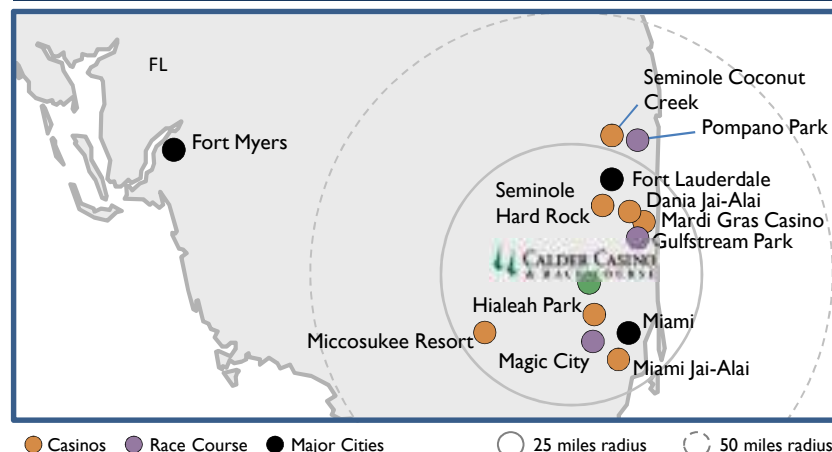 FL
Seminole Coconut
Creek
Pompano Park
Fort Myers
Fort Lauderdale
Seminole
Hard Rock
Dania Jai-Alai
Mardi Gras Casino
Gulfstream Park
CALDER CASINO
& RACE COURSE
Hialeah Park
Miami
Miccosukee Resort
Magic City
Miami Jai-Alai
Casinos
Race Course
Major Cities
25 miles radius
50 miles radius